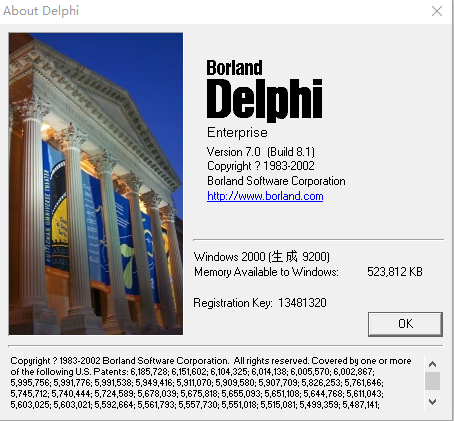 About Delphi
Borland
Delphi
Enterprise
Version 7.0 (Build 8.1)
Copyright ? 1983-2002
Borland Software Corporation
http://www.borland.com
Windows 2000 (生成 9200)
Memory Available to Windows: 523,812 KB
Registration Key: 13481320
OK
Copyright ? 1983-2002 Borland Software Corporation. All rights reserved. Covered by one or more
of the following U.S. Patents: 6,185,728; 6,151,602; 6,104,325; 6,014,138; 6,005,570; 6,002,867;
5,995,756; 5,991,776; 5,991,538; 5,949,416; 5,911,070; 5,909,580; 5,907,709; 5,826,253; 5,761,646;
5,745,712; 5,740,444; 5,724,589; 5,678,039; 5,675,818; 5,655,093; 5,651,108; 5,644,768; 5,611,043;
5,603,025; 5,603,021; 5,592,664; 5,561,793; 5,557,730; 5,551,018; 5,515,081; 5,499,359; 5,487,141;